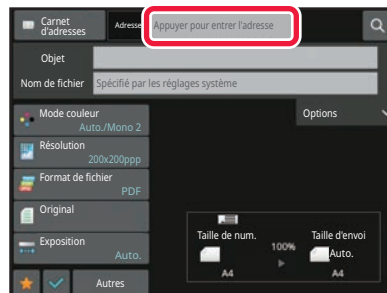 Carnet d'adresses
Adresse
Appuyer pour entrer l'adresse
Objet
Nom de fichier
Spécifié par les réglages système
Mode couleur
Auto./Mono 2
Options
Résolution
200x200ppp
Format de fichier
PDF
Original
Exposition
Auto.
Taille de num.
100%
Taille d'envoi
Auto.
A4
A4
Autres